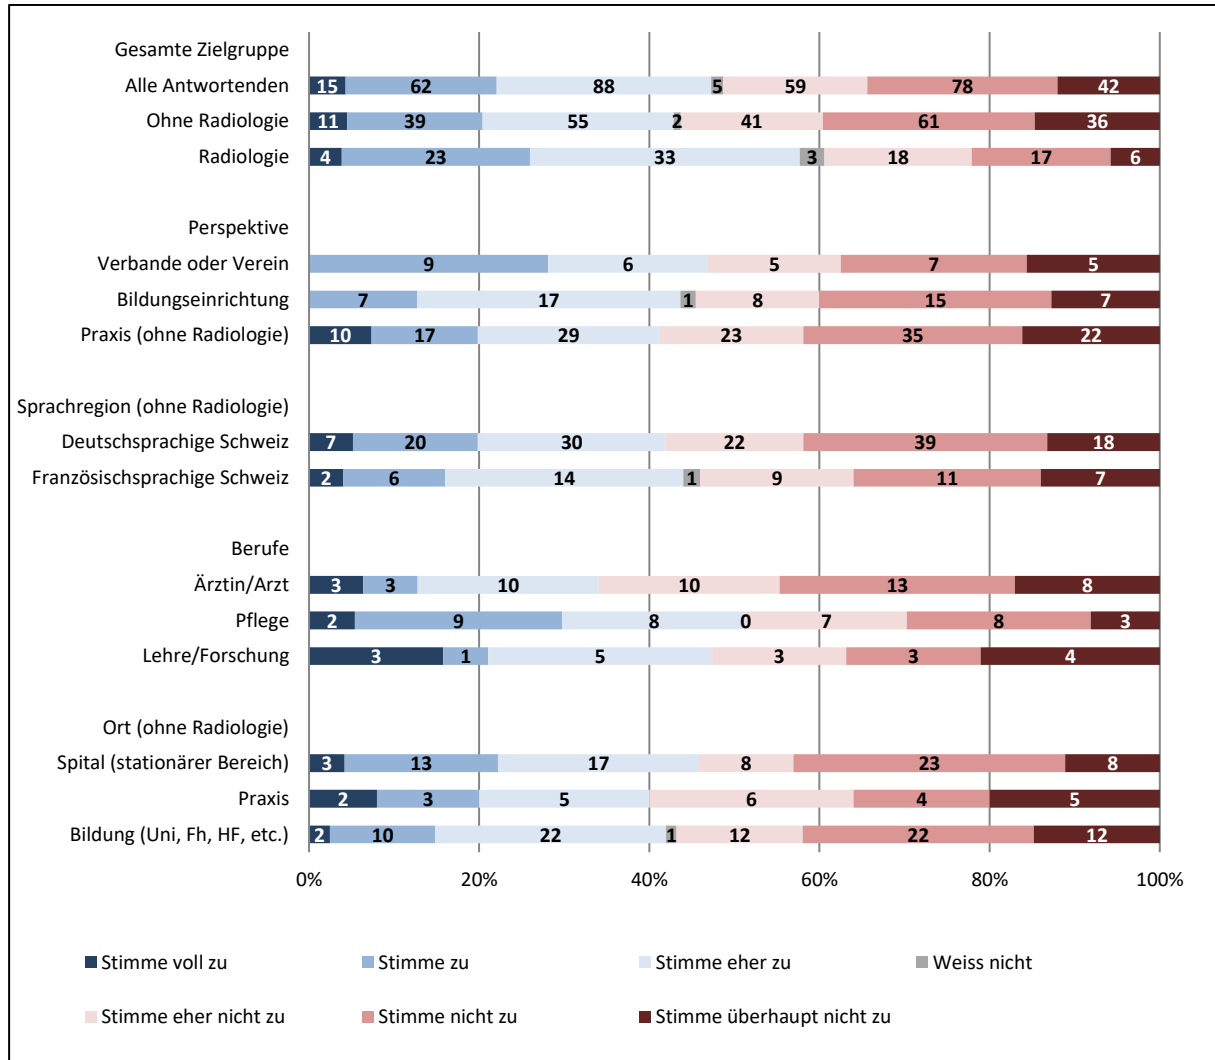 Gesamte Zielgruppe
Alle Antwortenden 15 62 88 5 59 78 42
Ohne Radiologie 11 39 55 2 41 61 36
Radiologie 4 23 33 3 18 17 6
Perspektive
Verbande oder Verein 9 6 5 7 5
Bildungseinrichtung 7 17 1 8 15 7
Praxis (ohne Radiologie) 10 17 29 23 35 22
Sprachregion (ohne Radiologie)
Deutschsprachige Schweiz 7 20 30 22 39 18
Französischsprachige Schweiz 2 6 14 1 9 11 7
Berufe
Ärztin/Arzt 3 3 10 10 13 8
Pflege 2 9 8 0 7 8 3
Lehre/Forschung 3 1 5 3 3 4
Ort (ohne Radiologie)
Spital (stationärer Bereich) 3 13 17 8 23 8
Praxis 2 3 5 6 4 5
Bildung (Uni, Fh, HF, etc.) 2 10 22 1 12 22 12
0% 20% 40% 60% 80% 100%
Stimme voll zu Stimme zu Stimme eher zu Weiss nicht
Stimme eher nicht zu Stimme nicht zu Stimme überhaupt nicht zu